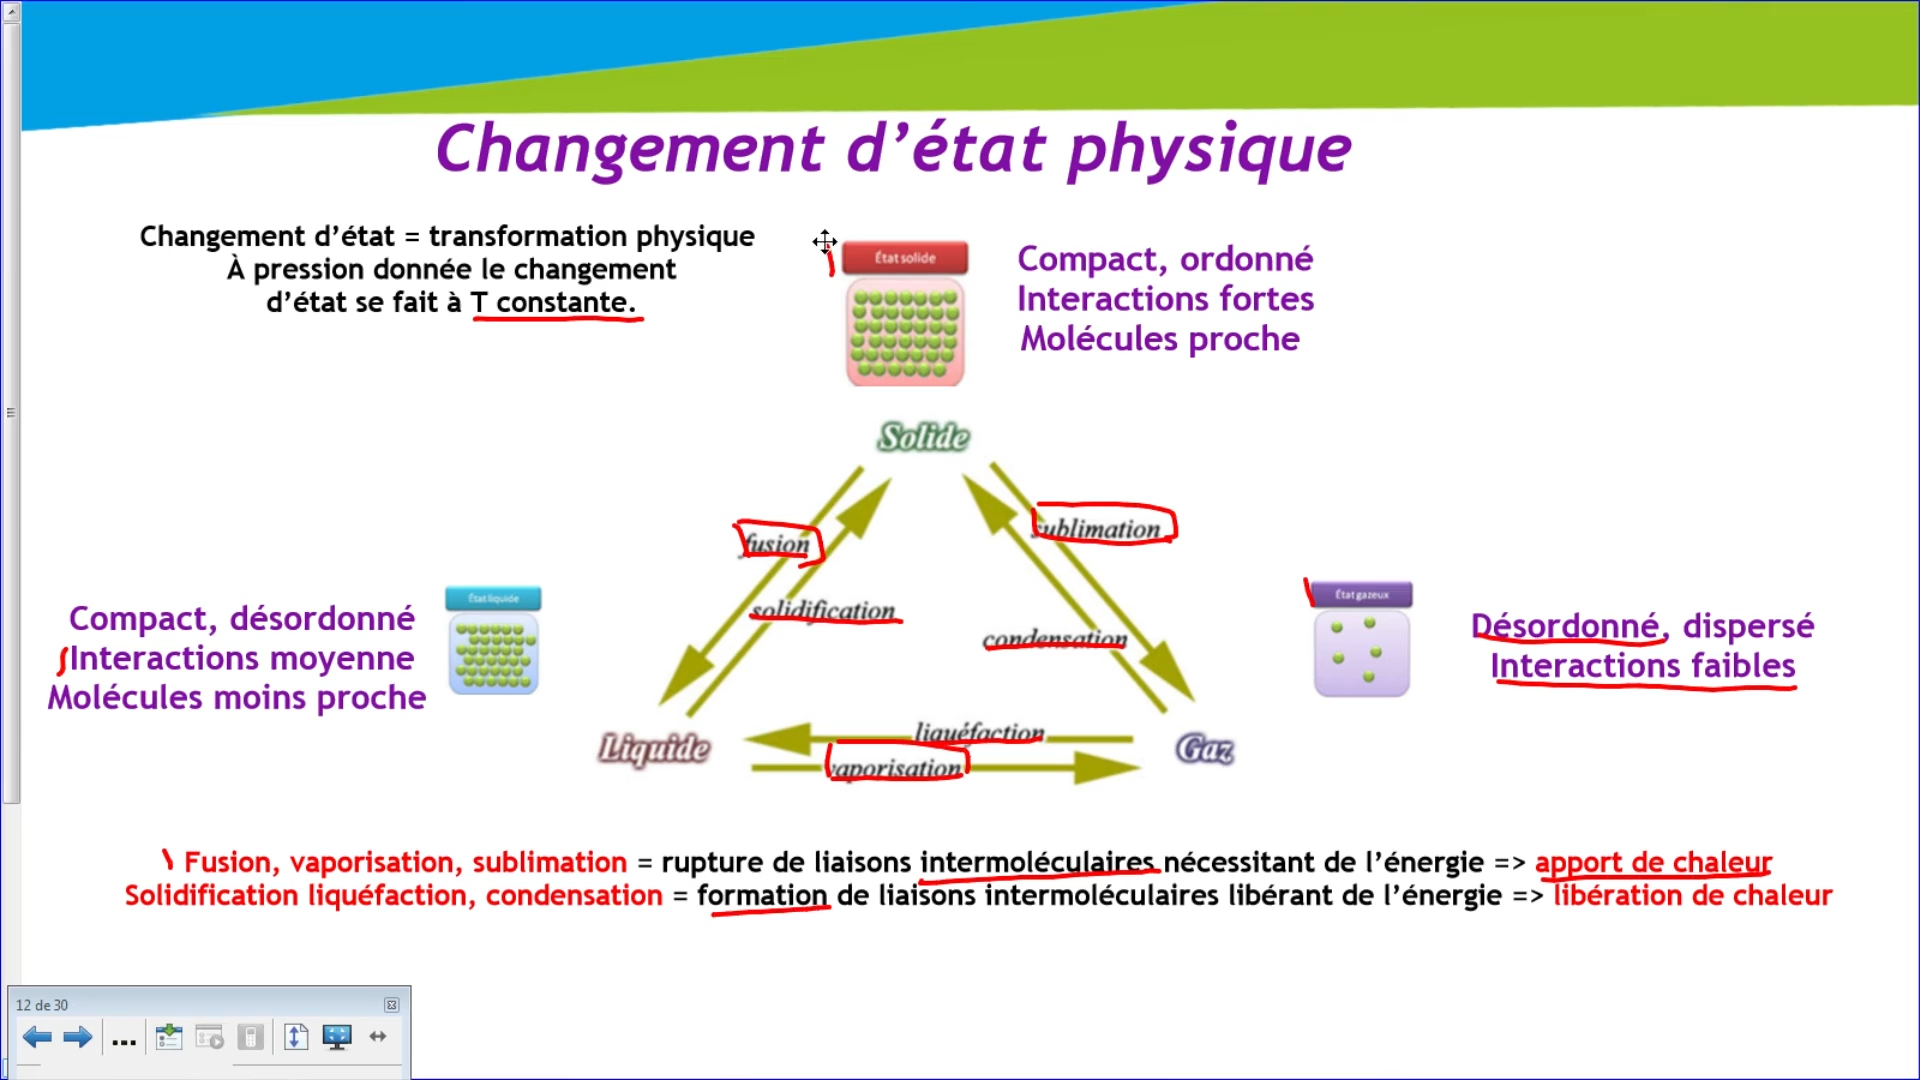 Changement d’état physique
Changement d’état = transformation physique
À pression donnée le changement
d’état se fait à T constante.
État solide
Compact, ordonné
Interactions fortes
Molécules proche
Solide
fusion
sublimation
solidification
condensation
État liquide
Compact, désordonné
Interactions moyenne
Molécules moins proche
État gazeux
Désordonné, dispersé
Interactions faibles
liquéfaction
Liquide
Gaz
vaporisation
Fusion, vaporisation, sublimation = rupture de liaisons intermoléculaires nécessitant de l’énergie => apport de chaleur
Solidification liquéfaction, condensation = formation de liaisons intermoléculaires libérant de l’énergie => libération de chaleur
12 de 30